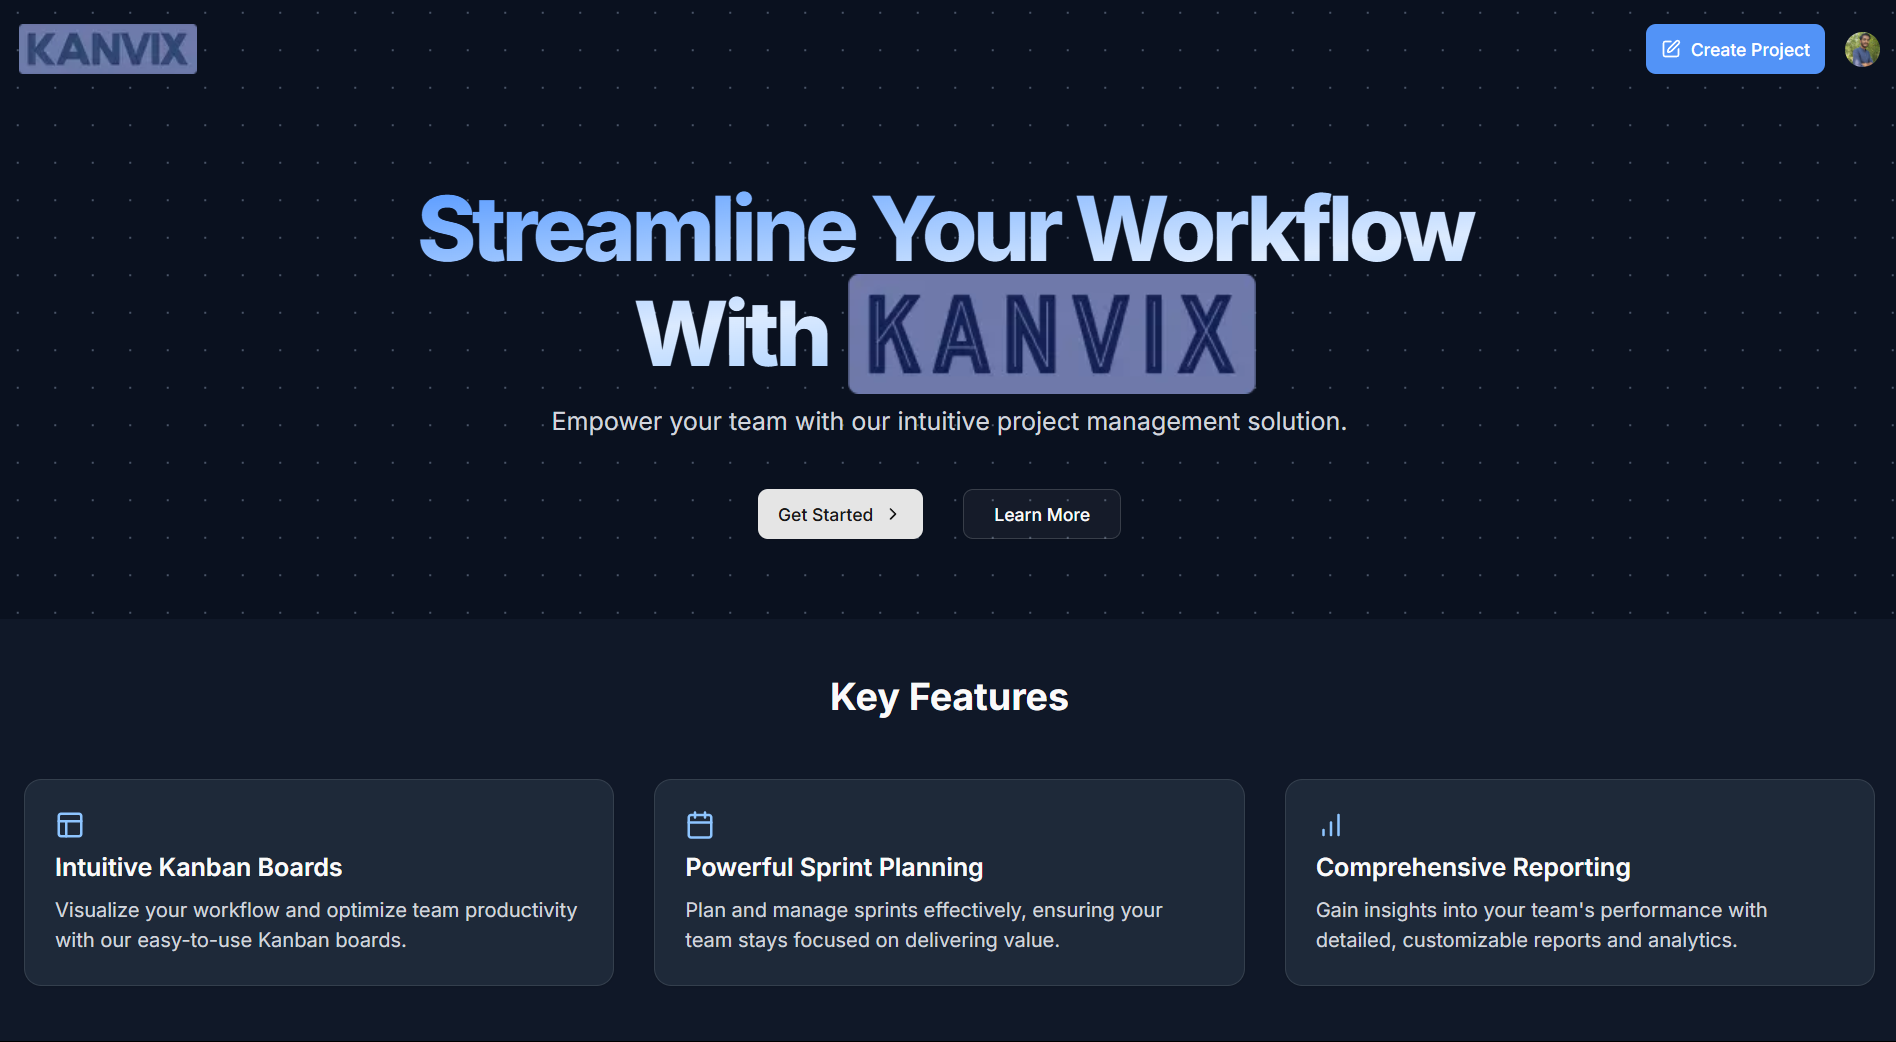 KANVIX
Create Project
Streamline Your Workflow
With KANVIX
Empower your team with our intuitive project management solution.
Get Started
Learn More
Key Features
Intuitive Kanban Boards
Visualize your workflow and optimize team productivity
with our easy-to-use Kanban boards.
Powerful Sprint Planning
Plan and manage sprints effectively, ensuring your
team stays focused on delivering value.
Comprehensive Reporting
Gain insights into your team's performance with
detailed, customizable reports and analytics.